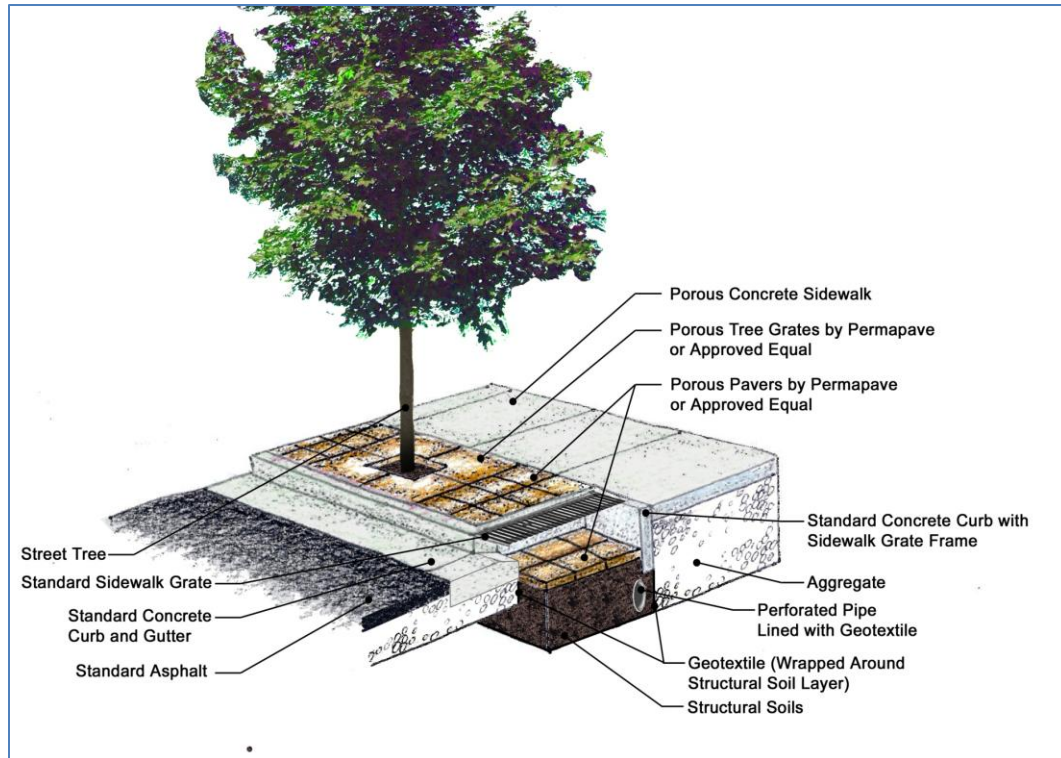 Porous Concrete Sidewalk
Porous Tree Grates by Permapave
or Approved Equal
Porous Pavers by Permapave
or Approved Equal
Standard Concrete Curb with
Sidewalk Grate Frame
Aggregate
Perforated Pipe
Lined with Geotextile
Geotextile (Wrapped Around
Structural Soil Layer)
Structural Soils
Street Tree
Standard Sidewalk Grate
Standard Concrete
Curb and Gutter
Standard Asphalt